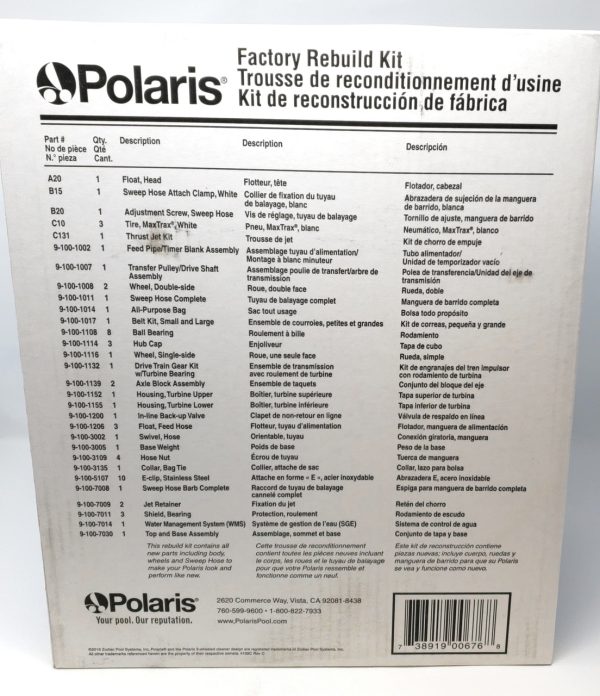 Polaris®
Factory Rebuild Kit
Trousse de reconditionnement d'usine
Kit de reconstrucción de fábrica
Part # Qty. Description Description Descripción
No de pièce Qté
N.º pieza Cant.
A20 1 Float, Head Flotteur, tête Flotador, cabezal
B15 1 Sweep Hose Attach Clamp, White Collier de fixation du tuyau Abrazadera de sujeción de la manguera
de balayage, blanc de barrido, blanca
B20 1 Adjustment Screw, Sweep Hose Vis de réglage, tuyau de balayage Tornillo de ajuste, manguera de barrido
C10 3 Tire, MaxTrax®, White Pneu, MaxTrax®, blanc Neumático, MaxTrax®, blanco
C131 1 Thrust Jet Kit Trousse de jet Kit de chorro de empuje
9-100-1002 1 Feed Pipe/Timer Blank Assembly Assemblage tuyau d'alimentation/ Tubo alimentador/
Montage à blanc minuteur Unidad de temporizador vacío
9-100-1007 1 Transfer Pulley/Drive Shaft Assemblage poulie de transfert/arbre de Polea de transferencia/Unidad del eje de
Assembly transmission transmisión
9-100-1008 2 Wheel, Double-side Roue, double face Rueda, doble
9-100-1011 1 Sweep Hose Complete Tuyau de balayage complet Manguera de barrido completa
9-100-1014 1 All-Purpose Bag Sac tout usage Bolsa todo propósito
9-100-1017 1 Belt Kit, Small and Large Ensemble de courroies, petites et grandes Kit de correas, pequeña y grande
9-100-1108 8 Ball Bearing Roulement à bille Rodamiento
9-100-1114 3 Hub Cap Enjoliveur Tapa de cubo
9-100-1116 1 Wheel, Single-side Roue, une seule face Rueda, simple
9-100-1132 1 Drive Train Gear Kit Ensemble de transmission Kit de engranajes del tren impulsor
w/Turbine Bearing avec roulement de turbine con rodamiento de turbina
9-100-1139 2 Axle Block Assembly Ensemble de taquets Conjunto del bloque del eje
9-100-1152 1 Housing, Turbine Upper Boîtier, turbine supérieure Tapa superior de turbina
9-100-1155 1 Housing, Turbine Lower Boîtier, turbine inférieure Tapa inferior de turbina
9-100-1200 1 In-line Back-up Valve Clapet de non-retour en ligne Válvula de respaldo en línea
9-100-1206 3 Float, Feed Hose Flotteur, tuyau d'alimentation Flotador, manguera de alimentación
9-100-3002 1 Swivel, Hose Orientable, tuyau Conexión giratoria, manguera
9-100-3005 1 Base Weight Poids de base Peso de la base
9-100-3109 4 Hose Nut Écrou de tuyau Tuerca de manguera
9-100-3135 1 Collar, Bag Tie Collier, attache de sac Collar, lazo para bolsa
9-100-5107 10 E-clip, Stainless Steel Attache en forme « E », acier inoxydable Abrazadera E, acero inoxidable
9-100-7008 1 Sweep Hose Barb Complete Raccord de tuyau de balayage Espiga para manguera de barrido completa
cannelé complet
9-100-7009 2 Jet Retainer Fixation du jet Retén del chorro
9-100-7011 3 Shield, Bearing Protection, roulement Rodamiento de escudo
9-100-7014 1 Water Management System (WMS) Système de gestion de l'eau (SGE) Sistema de control de agua
9-100-7030 1 Top and Base Assembly Assemblage, sommet et base Conjunto de tapa y base
This rebuild kit contains all Cette trousse de reconditionnement Este kit de reconstrucción contiene
new parts including body, contient toutes les pièces neuves incluant piezas nuevas; incluye cuerpo, ruedas y
wheels and Sweep Hose to le corps, les roues et le tuyau de balayage manguera de barrido para que su Polaris
make your Polaris look and pour que votre Polaris ressemble et se vea y funcione como nuevo.
perform like new. fonctionne comme un neuf.
Polaris®
Your pool. Our reputation.
2620 Commerce Way, Vista, CA 92081-8438
760-599-9600 • 1-800-822-7933
www.PolarisPool.com
7 38919 00676 8